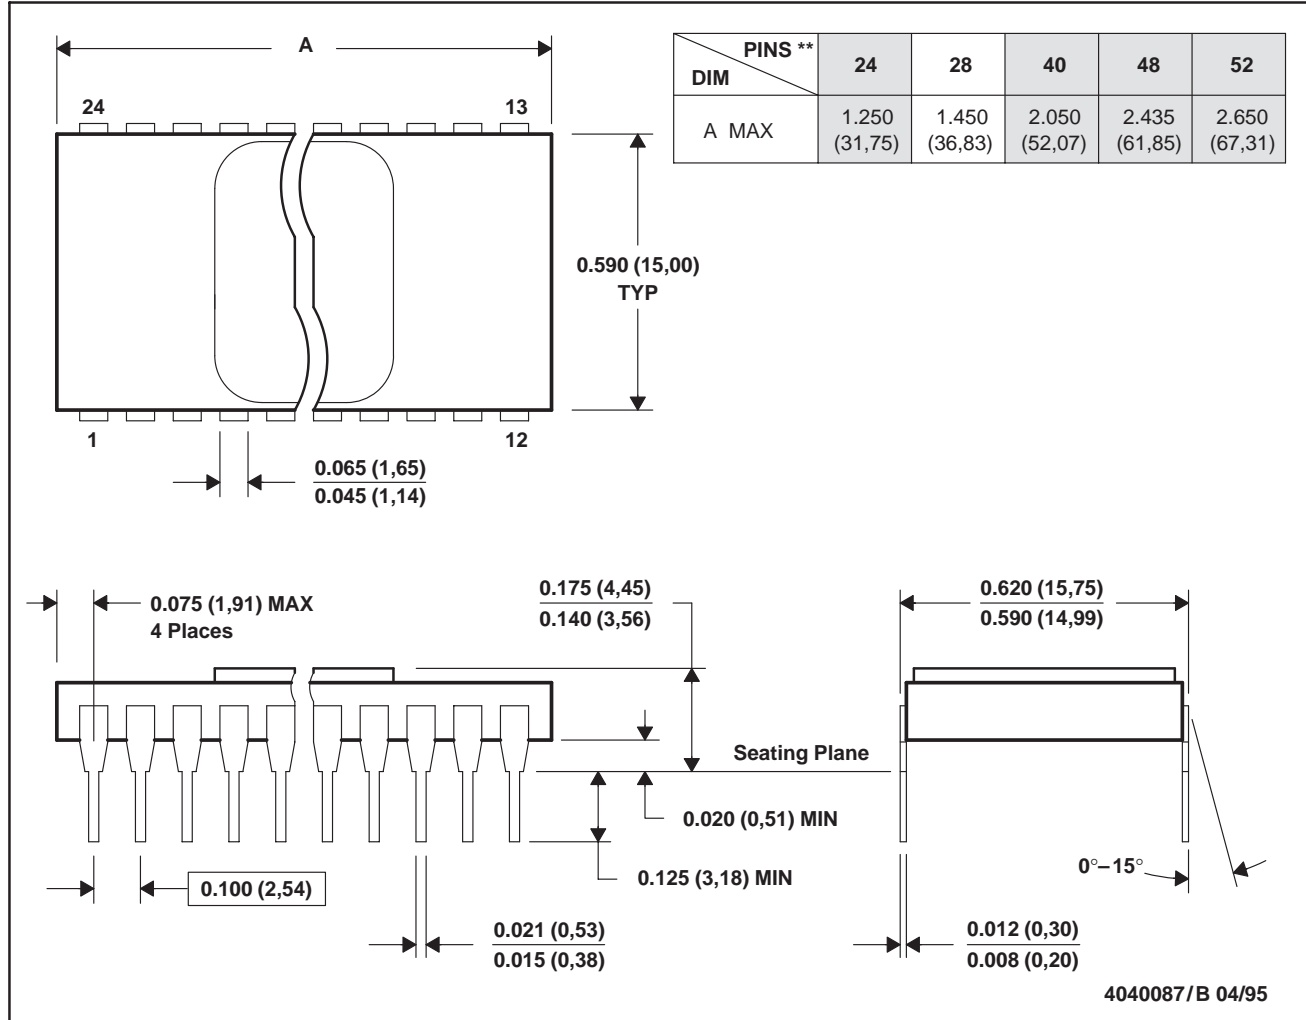 A
PINS **
DIM
24
28
40
48
52
A MAX
1.250
(31,75)
1.450
(36,83)
2.050
(52,07)
2.435
(61,85)
2.650
(67,31)
24
13
0.590 (15,00)
TYP
1
12
0.065 (1,65)
0.045 (1,14)
0.075 (1,91) MAX
4 Places
0.175 (4,45)
0.140 (3,56)
0.620 (15,75)
0.590 (14,99)
Seating Plane
0.020 (0,51) MIN
0.125 (3,18) MIN
0°–15°
0.100 (2,54)
0.021 (0,53)
0.015 (0,38)
0.012 (0,30)
0.008 (0,20)
4040087/B 04/95